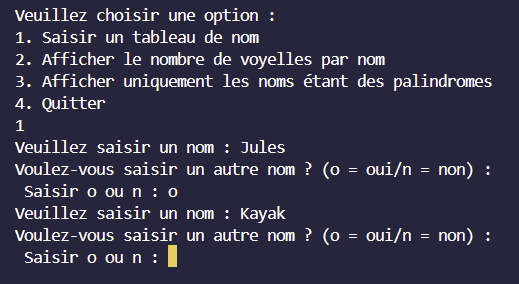 Veuillez choisir une option :
1. Saisir un tableau de nom
2. Afficher le nombre de voyelles par nom
3. Afficher uniquement les noms étant des palindromes
4. Quitter
1
Veuillez saisir un nom : Jules
Voulez-vous saisir un autre nom ? (o = oui/n = non) :
 Saisir o ou n : o
Veuillez saisir un nom : Kayak
Voulez-vous saisir un autre nom ? (o = oui/n = non) :
 Saisir o ou n :